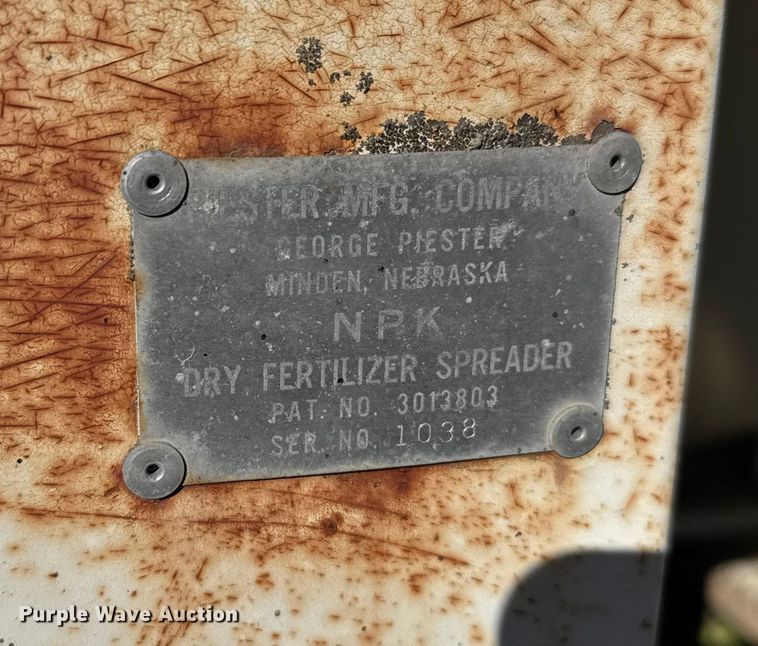 PIESTER MFG. COMPANY
GEORGE PIESTER
MINDEN, NEBRASKA
NPK
DRY FERTILIZER SPREADER
PAT. NO. 3013803
SER. NO. 1038
Purple Wave Auction